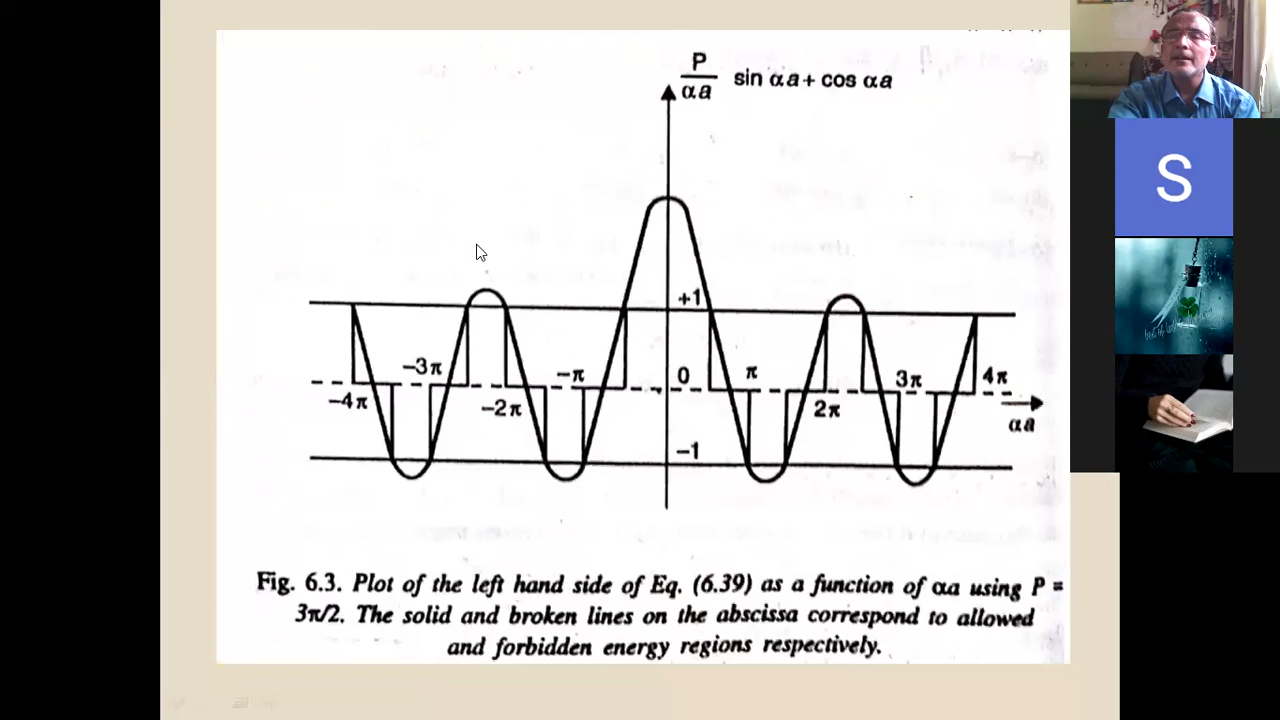 P
αa
sin αa + cos αa
+1
-3π
-π
0
π
3π
4π
-4π
-2π
2π
αa
-1
S
Fig. 6.3. Plot of the left hand side of Eq. (6.39) as a function of αa using P =
3π/2. The solid and broken lines on the abscissa correspond to allowed
and forbidden energy regions respectively.